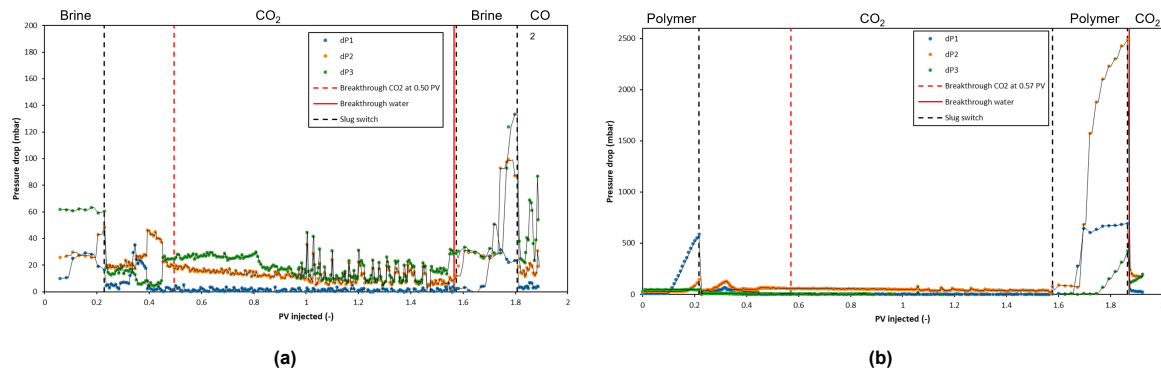 Brine CO2 Brine CO
2
dP1
dP2
dP3
Breakthrough CO2 at 0.50 PV
Breakthrough water
Slug switch
Pressure drop (mbar)
200
180
160
140
120
100
80
60
40
20
0
0 0.2 0.4 0.6 0.8 1 1.2 1.4 1.6 1.8 2
PV injected (-)
(a)
Polymer CO2 Polymer CO2
dP1
dP2
dP3
Breakthrough CO2 at 0.57 PV
Breakthrough water
Slug switch
Pressure drop (mbar)
2500
2000
1500
1000
500
0
0 0.2 0.4 0.6 0.8 1 1.2 1.4 1.6 1.8
PV injected (-)
(b)